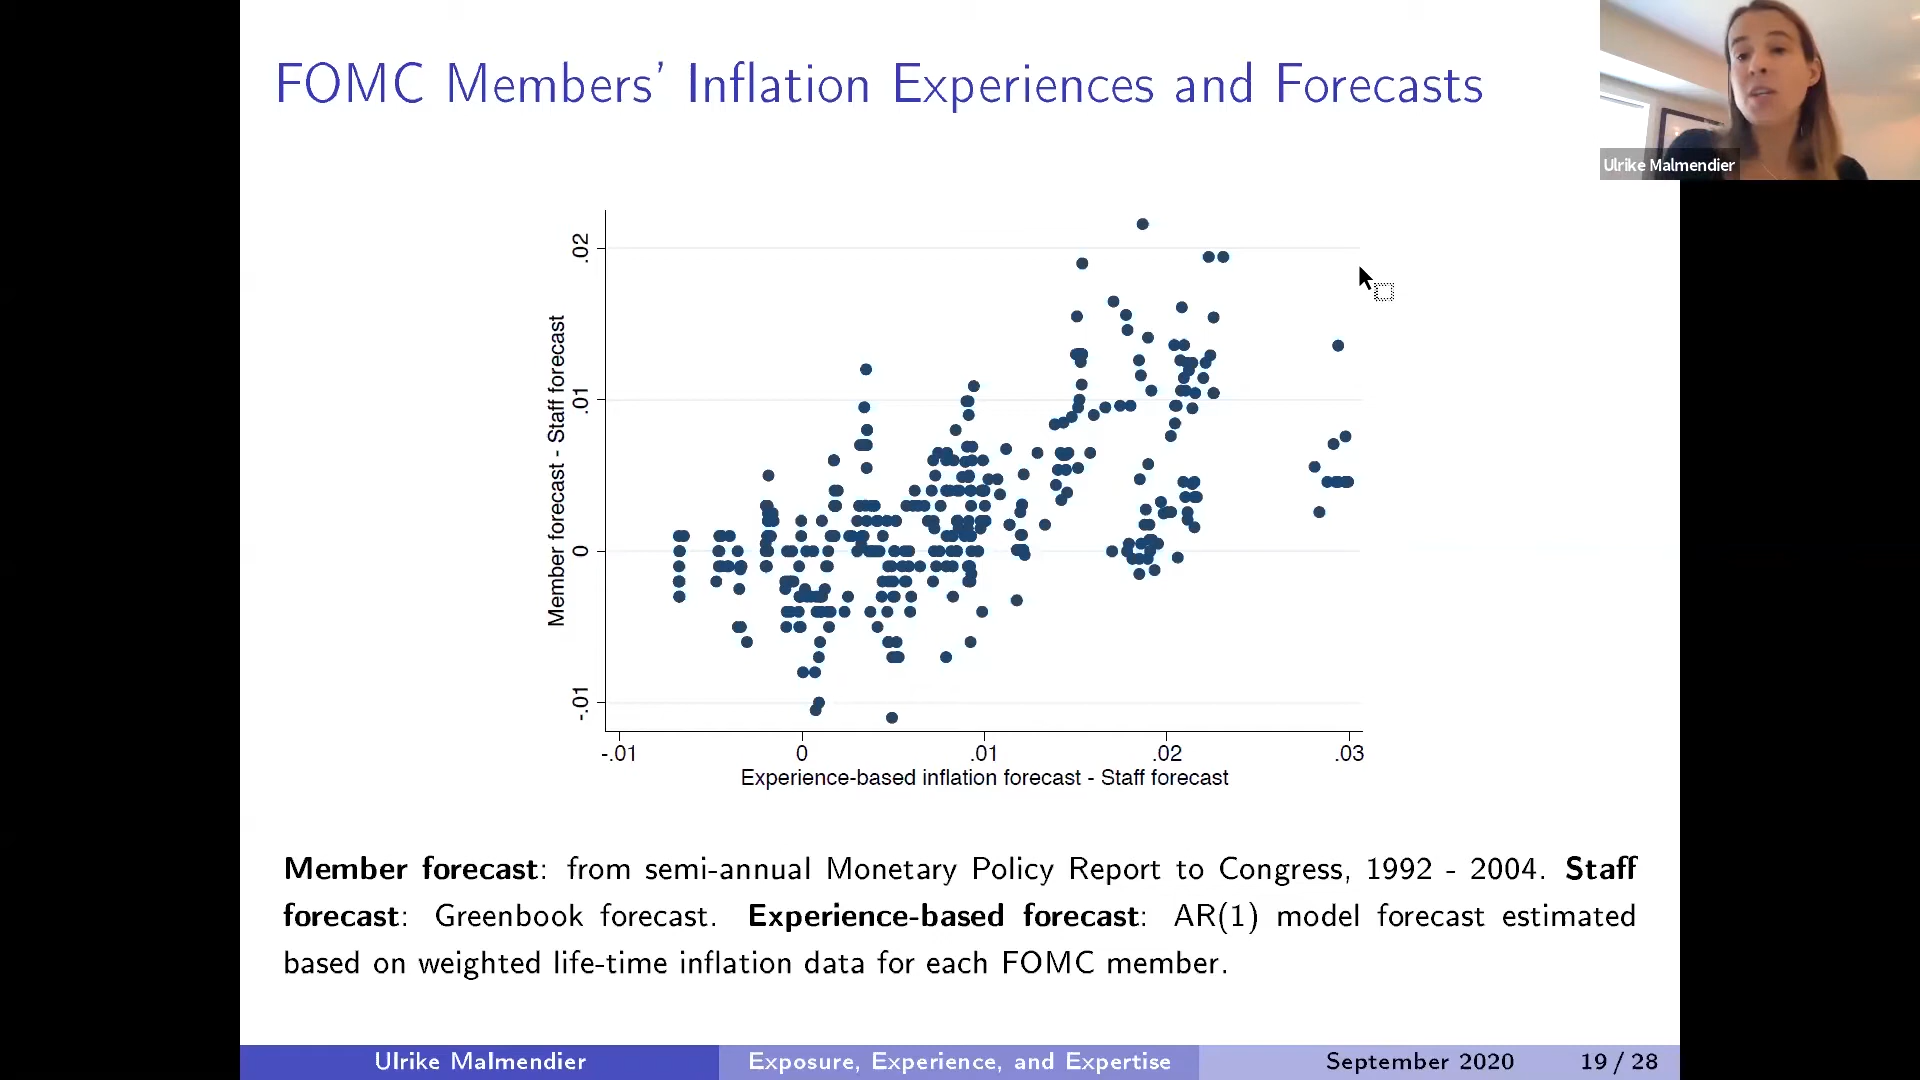 FOMC Members' Inflation Experiences and Forecasts
Ulrike Malmendier
Member forecast - Staff forecast
.02
.01
0
-.01
-.01 0 .01 .02 .03
Experience-based inflation forecast - Staff forecast
Member forecast: from semi-annual Monetary Policy Report to Congress, 1992 - 2004. Staff
forecast: Greenbook forecast. Experience-based forecast: AR(1) model forecast estimated
based on weighted life-time inflation data for each FOMC member.
Ulrike Malmendier Exposure, Experience, and Expertise September 2020 19 / 28